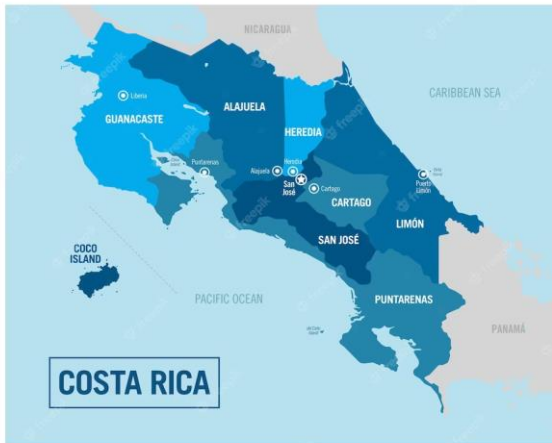 NICARAGUA
CARIBBEAN SEA
Liberia
GUANACASTE
ALAJUELA
HEREDIA
Puntarenas
Alajuela
Heredia
San José
Cartago
CARTAGO
Puerto Limón
LIMÓN
SAN JOSÉ
COCO
ISLAND
PACIFIC OCEAN
PUNTARENAS
PANAMÁ
COSTA RICA
freepik